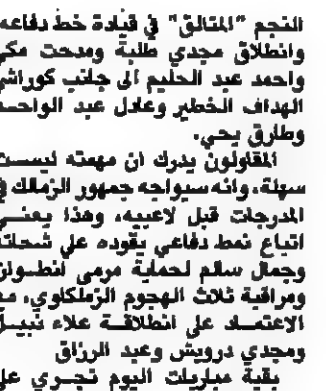 النجم "المتألق" في قيادة خط دفاعه،
وانطلاق مجدي طلبة ومدحت مكي
واحمد عبد الحليم الى جانب كوراشي
الهداف الخطير وعادل عبد الواحد
وطارق يحي.
المقاولون يدرك ان مهمته ليست
سهلة، وانه سيواجه جمهور الزمالك في
المدرجات قبل لاعبيه، وهذا يعني
اتباع نمط دفاعي يقوده علي شحاته
وجمال سالم لحماية مرمى انطوان
ومراقبة ثلاث الهجوم الزملكاوي، مع
الاعتماد على انطلاقة علاء نبيل
ومجدي درويش وعبد الرزاق
بقية مباريات اليوم تجري على